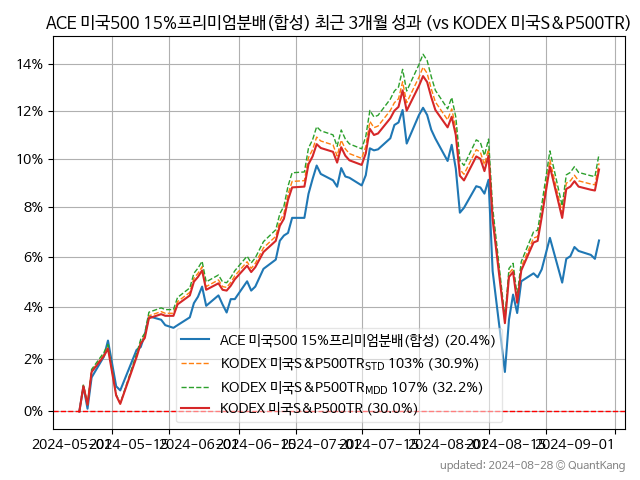 ACE 미국500 15%프리미엄분배(합성) 최근 3개월 성과 (vs KODEX 미국S&P500TR)
14%
12%
10%
8%
6%
4%
2%
0%
ACE 미국500 15%프리미엄분배(합성) (20.4%)
KODEX 미국S&P500TR_STD 103% (30.9%)
KODEX 미국S&P500TR_MDD 107% (32.2%)
KODEX 미국S&P500TR (30.0%)
2024-05-01 2024-05-15 2024-06-01 2024-06-15 2024-07-01 2024-07-15 2024-08-01 2024-08-15 2024-09-01
updated: 2024-08-28 © QuantKang